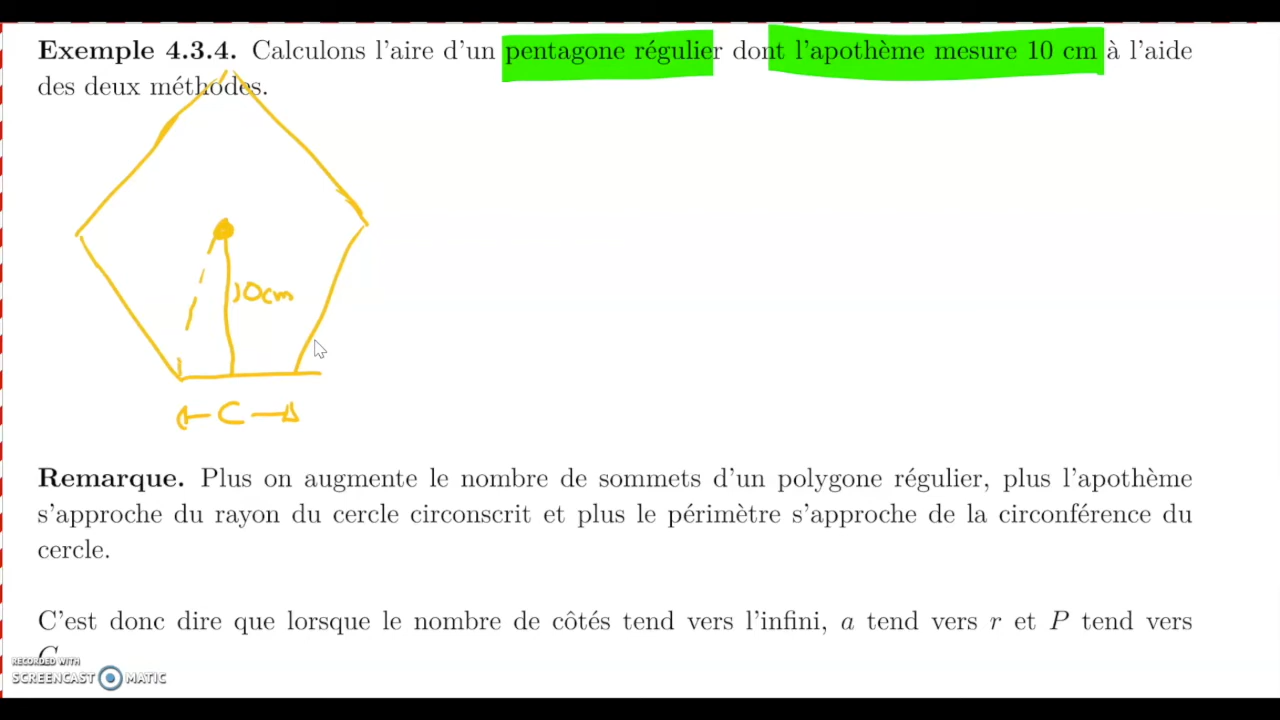 Exemple 4.3.4. Calculons l'aire d'un pentagone régulier dont l'apothème mesure 10 cm à l'aide
des deux méthodes.
10cm
C
Remarque. Plus on augmente le nombre de sommets d'un polygone régulier, plus l'apothème
s'approche du rayon du cercle circonscrit et plus le périmètre s'approche de la circonférence du
cercle.
C'est donc dire que lorsque le nombre de côtés tend vers l'infini, a tend vers r et P tend vers
C
RECORDED WITH
SCREENCAST MATIC